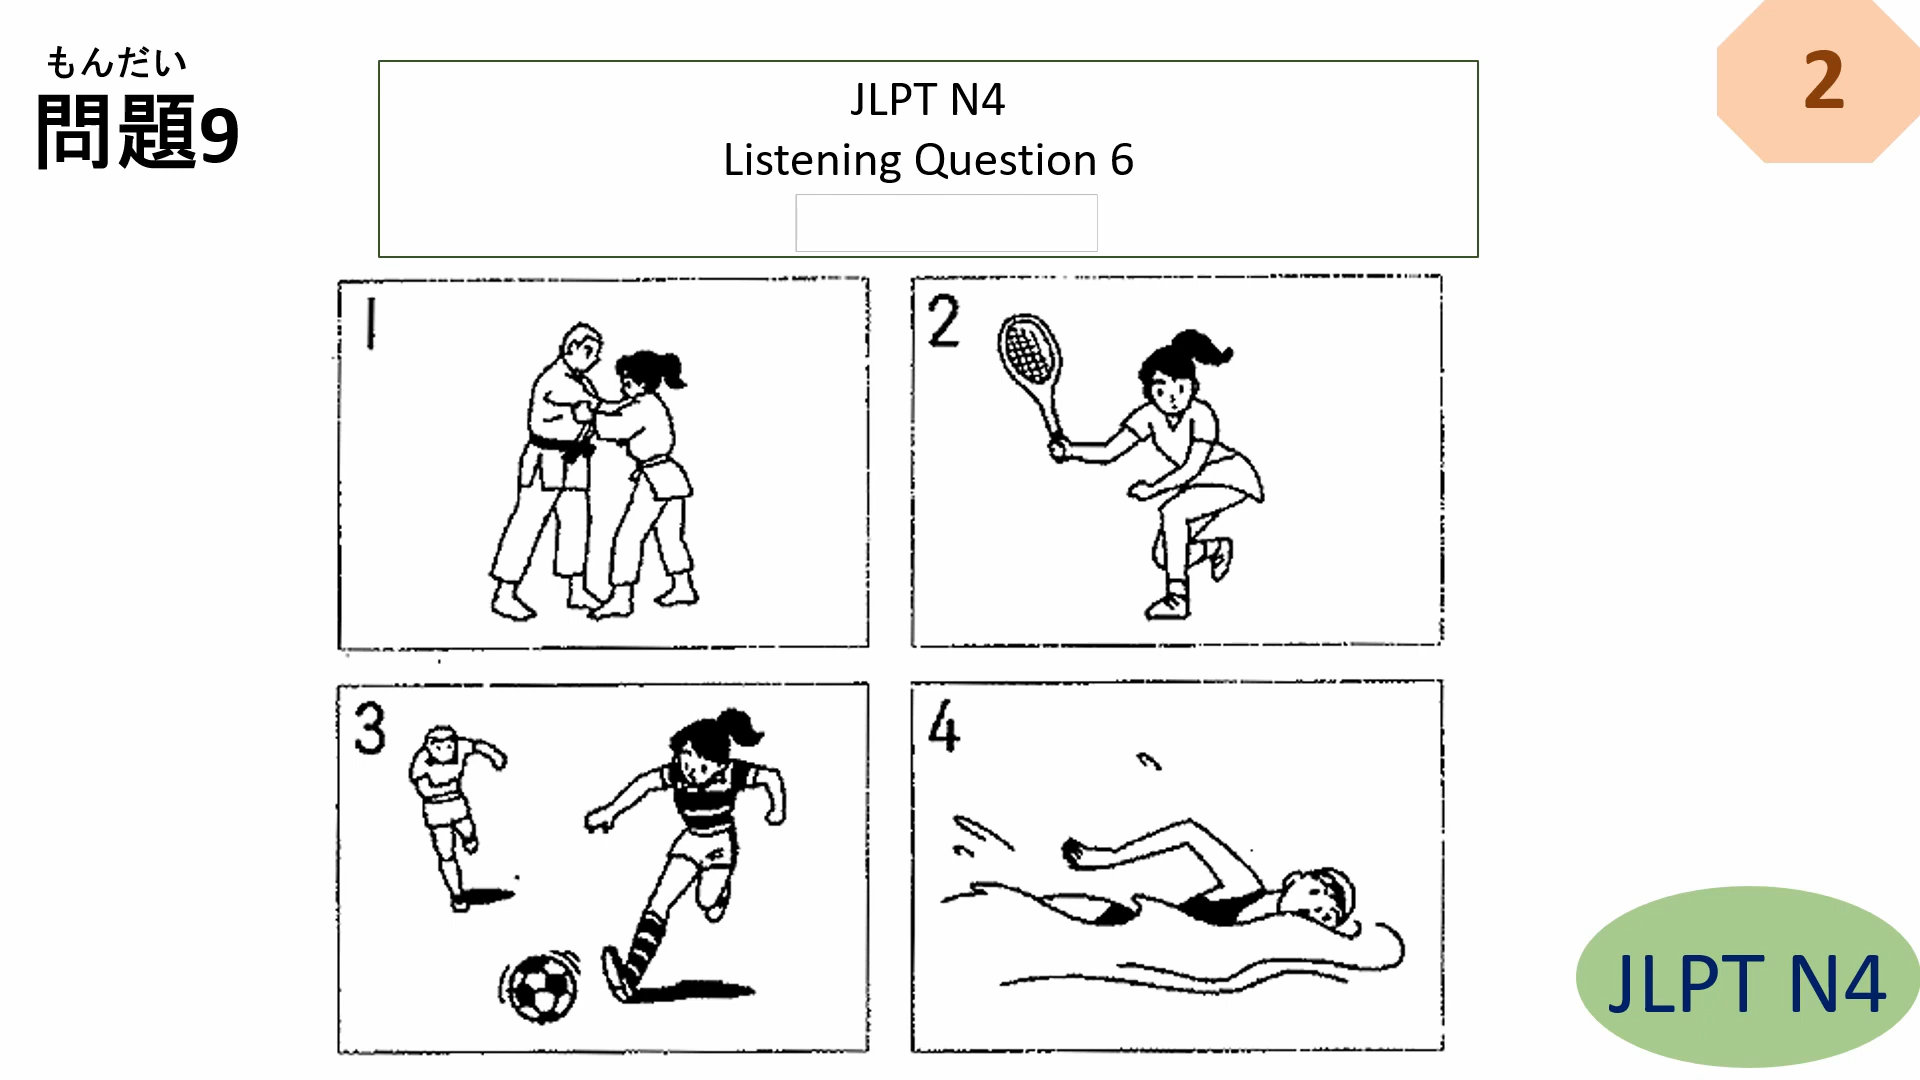 もんだい
問題9
JLPT N4
Listening Question 6
2
1
2
3
4
JLPT N4